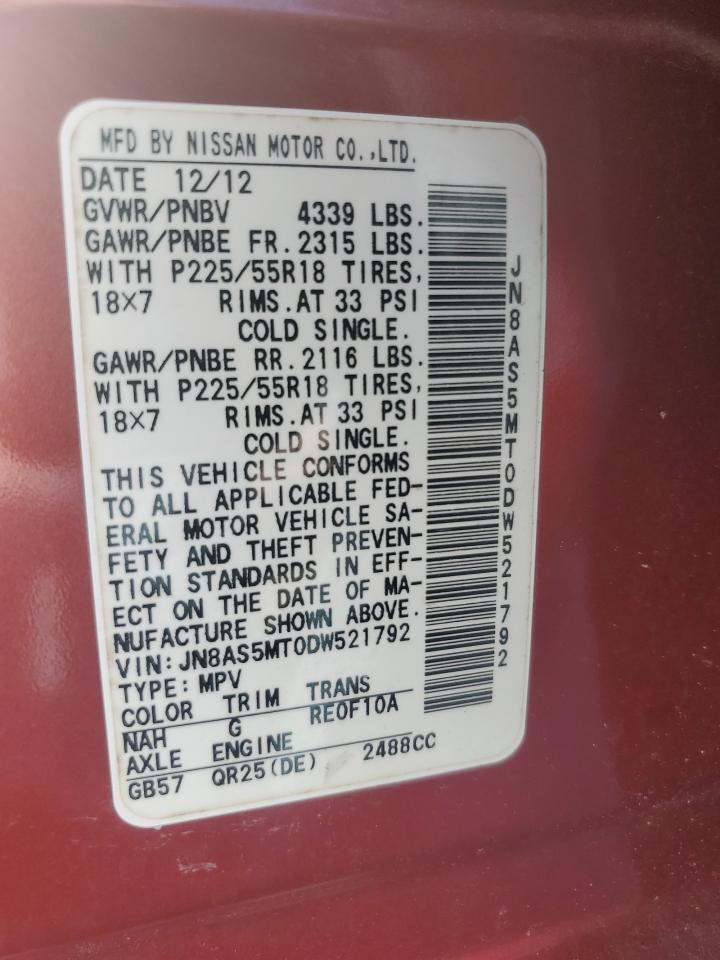 MFD BY NISSAN MOTOR CO.,LTD.
DATE 12/12
GVWR/PNBV 4339 LBS.
GAWR/PNBE FR.2315 LBS.
WITH P225/55R18 TIRES,
18×7 RIMS.AT 33 PSI
COLD SINGLE.
GAWR/PNBE RR.2116 LBS.
WITH P225/55R18 TIRES,
18×7 RIMS.AT 33 PSI
COLD SINGLE.
THIS VEHICLE CONFORMS
TO ALL APPLICABLE FED-
ERAL MOTOR VEHICLE SA-
FETY AND THEFT PREVEN-
TION STANDARDS IN EFF-
ECT ON THE DATE OF MA-
NUFACTURE SHOWN ABOVE.
VIN:JN8AS5MT0DW521792
TYPE:MPV
COLOR TRIM TRANS
NAH G RE0F10A
AXLE ENGINE
GB57 QR25(DE) 2488CC
JN8AS5MT0DW521792